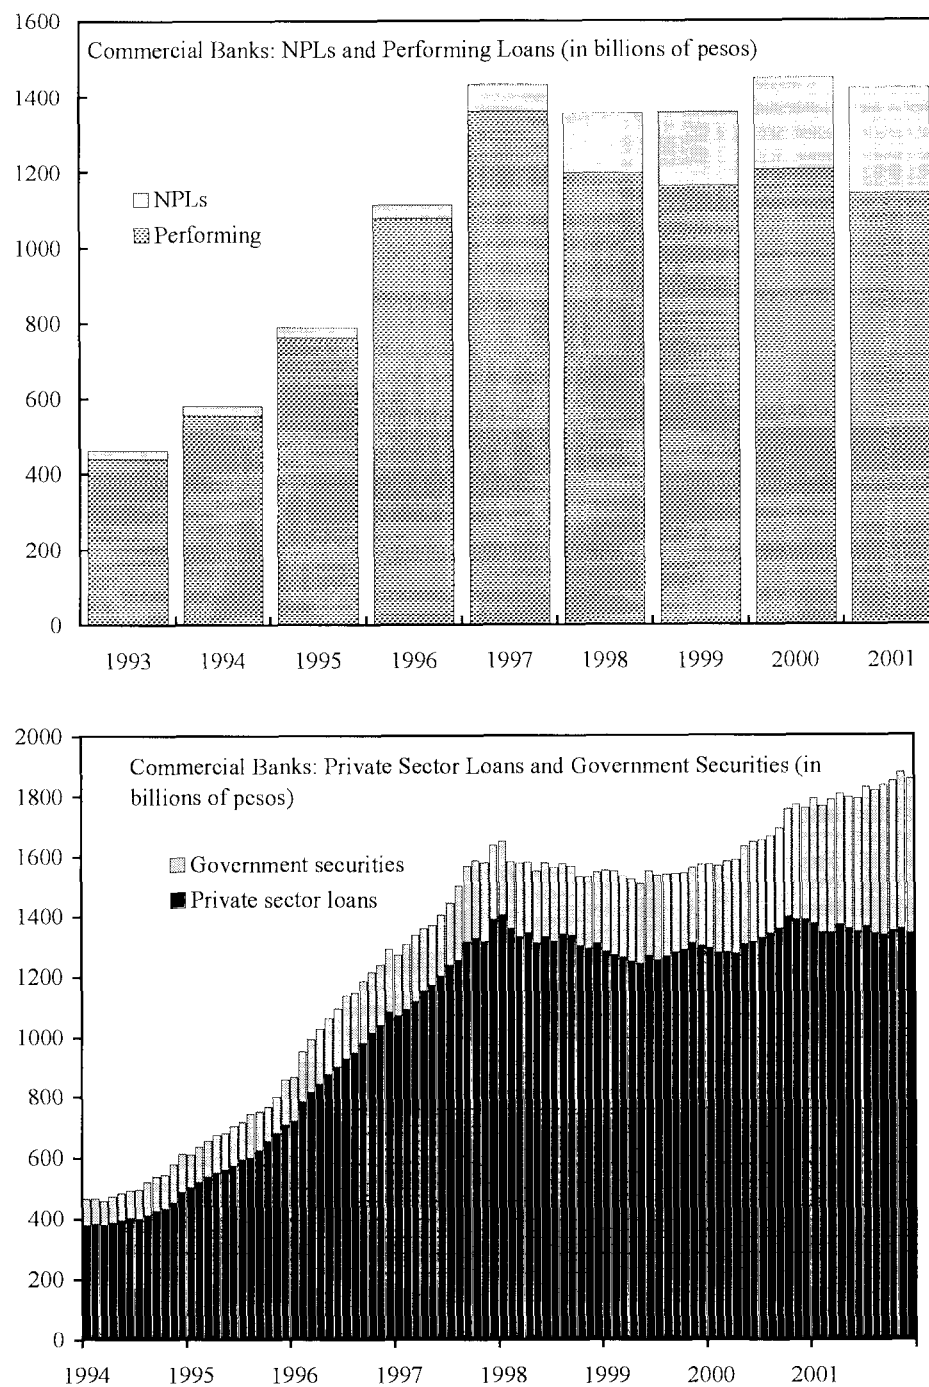 1600
Commercial Banks: NPLs and Performing Loans (in billions of pesos)
1400
1200
NPLs
1000
Performing
800
600
400
200
0
1993 1994 1995 1996 1997 1998 1999 2000 2001
2000
Commercial Banks: Private Sector Loans and Government Securities (in
billions of pesos)
1800
1600
Government securities
1400
Private sector loans
1200
1000
800
600
400
200
0
1994 1995 1996 1997 1998 1999 2000 2001